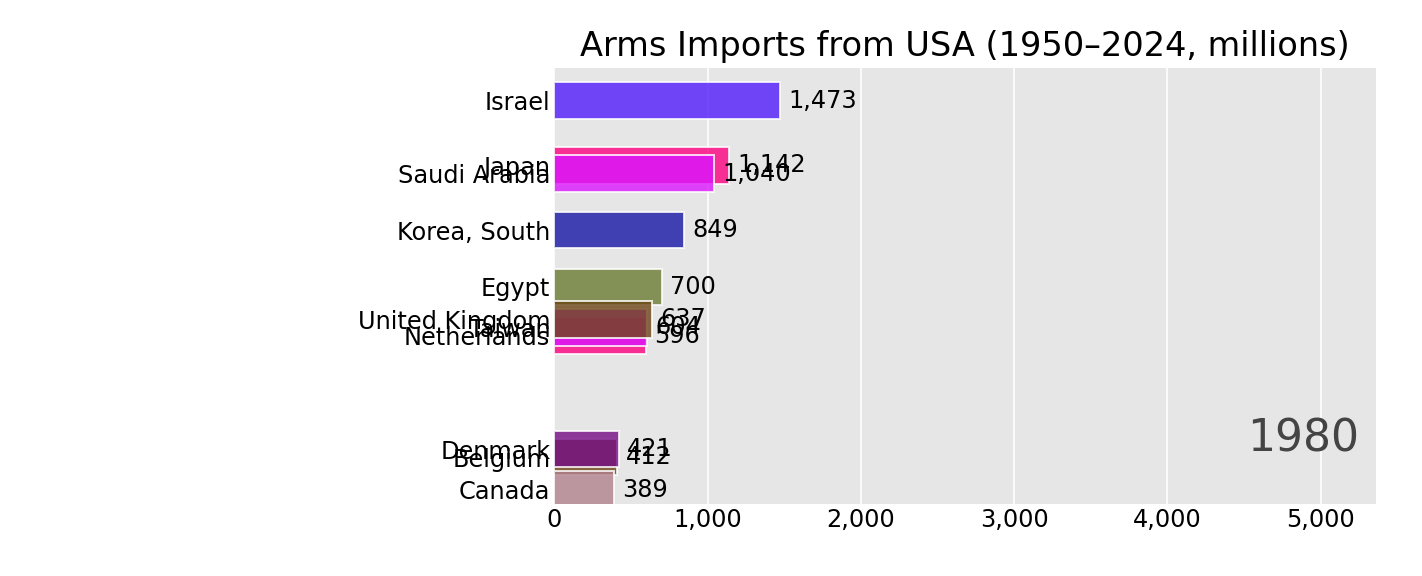 Arms Imports from USA (1950–2024, millions)
Israel 1,473
Japan 1,142
Saudi Arabia 1,040
Korea, South 849
Egypt 700
United Kingdom 637
Taiwan 604
Netherlands 596
Denmark 421
Belgium 412
Canada 389
1980
0 1,000 2,000 3,000 4,000 5,000